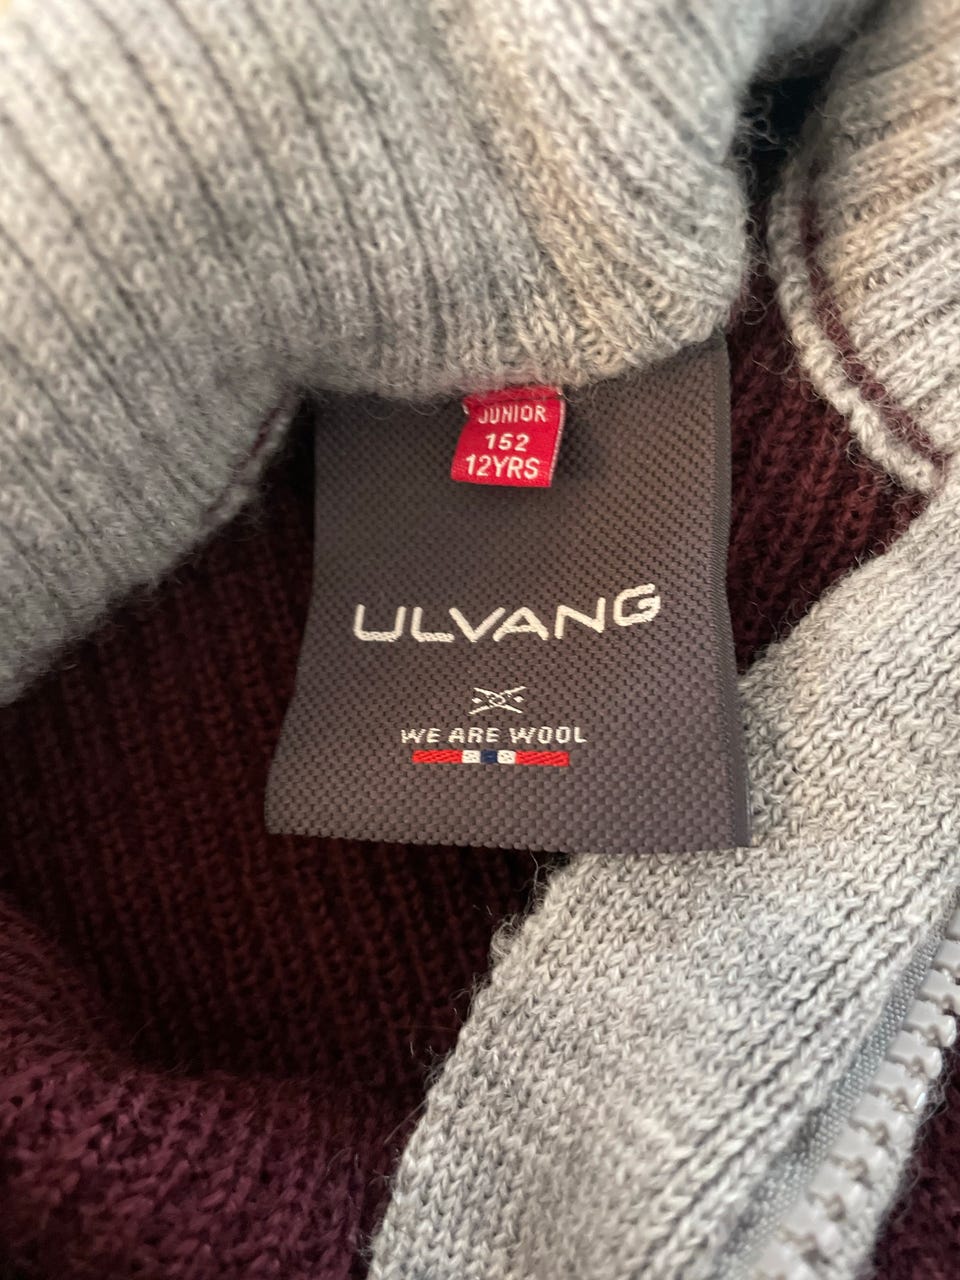 JUNIOR
152
12YRS
ULVANG
WE ARE WOOL